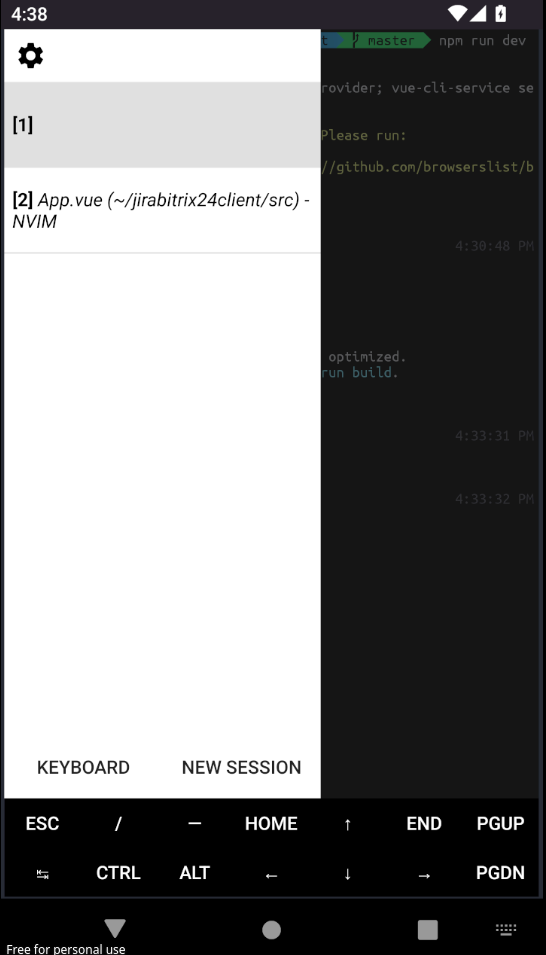 4:38
t master npm run dev
rovider; vue-cli-service se
[1]
Please run:
//github.com/browserslist/b
[2] App.vue (~/jirabitrix24client/src) -
NVIM
4:30:48 PM
optimized.
run build.
4:33:31 PM
4:33:32 PM
KEYBOARD NEW SESSION
ESC / — HOME ↑ END PGUP
↹ CTRL ALT ← ↓ → PGDN
Free for personal use